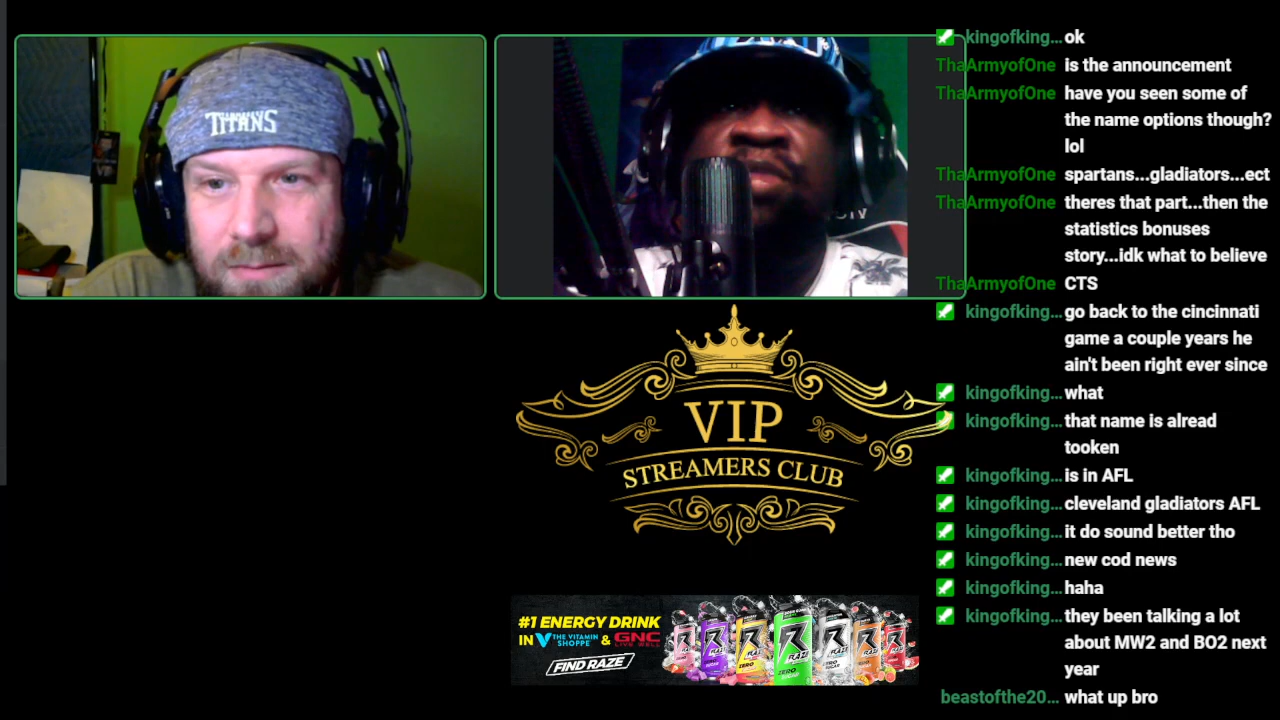 TITANS
VIP
STREAMERS CLUB
#1 ENERGY DRINK
IN THE VITAMIN SHOPPE & GNC
LIVE WELL
FIND RAZE
kingofking… ok
ThaArmyofOne is the announcement
ThaArmyofOne have you seen some of
the name options though?
lol
ThaArmyofOne spartans...gladiators...ect
ThaArmyofOne theres that part...then the
statistics bonuses
story...idk what to believe
ThaArmyofOne CTS
kingofking… go back to the cincinnati
game a couple years he
ain't been right ever since
kingofking… what
kingofking… that name is alread
tooken
kingofking… is in AFL
kingofking… cleveland gladiators AFL
kingofking… it do sound better tho
kingofking… new cod news
kingofking… haha
kingofking… they been talking a lot
about MW2 and BO2 next
year
beastofthe20… what up bro